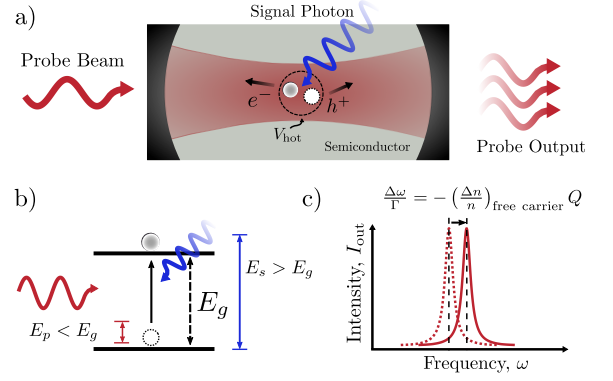 a)
Signal Photon
Probe Beam
e⁻
h⁺
V_hot
Semiconductor
Probe Output
b)
E_s > E_g
E_g
E_p < E_g
c)
Δω/Γ = −(Δn/n)_free carrier Q
Intensity, I_out
Frequency, ω